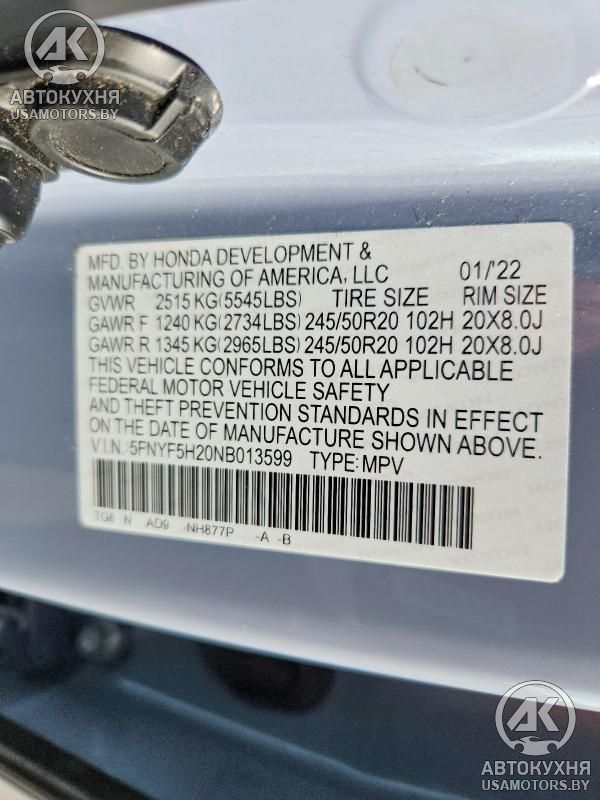 АК
АВТОКУХНЯ
USAMOTORS.BY
MFD. BY HONDA DEVELOPMENT &
MANUFACTURING OF AMERICA, LLC 01/'22
GVWR 2515 KG(5545LBS) TIRE SIZE RIM SIZE
GAWR F 1240 KG(2734LBS) 245/50R20 102H 20X8.0J
GAWR R 1345 KG(2965LBS) 245/50R20 102H 20X8.0J
THIS VEHICLE CONFORMS TO ALL APPLICABLE
FEDERAL MOTOR VEHICLE SAFETY
AND THEFT PREVENTION STANDARDS IN EFFECT
ON THE DATE OF MANUFACTURE SHOWN ABOVE.
V.I.N.:5FNYF5H20NB013599 TYPE:MPV
TG8 N AD9 -NH877P -A -B
АК
АВТОКУХНЯ
USAMOTORS.BY